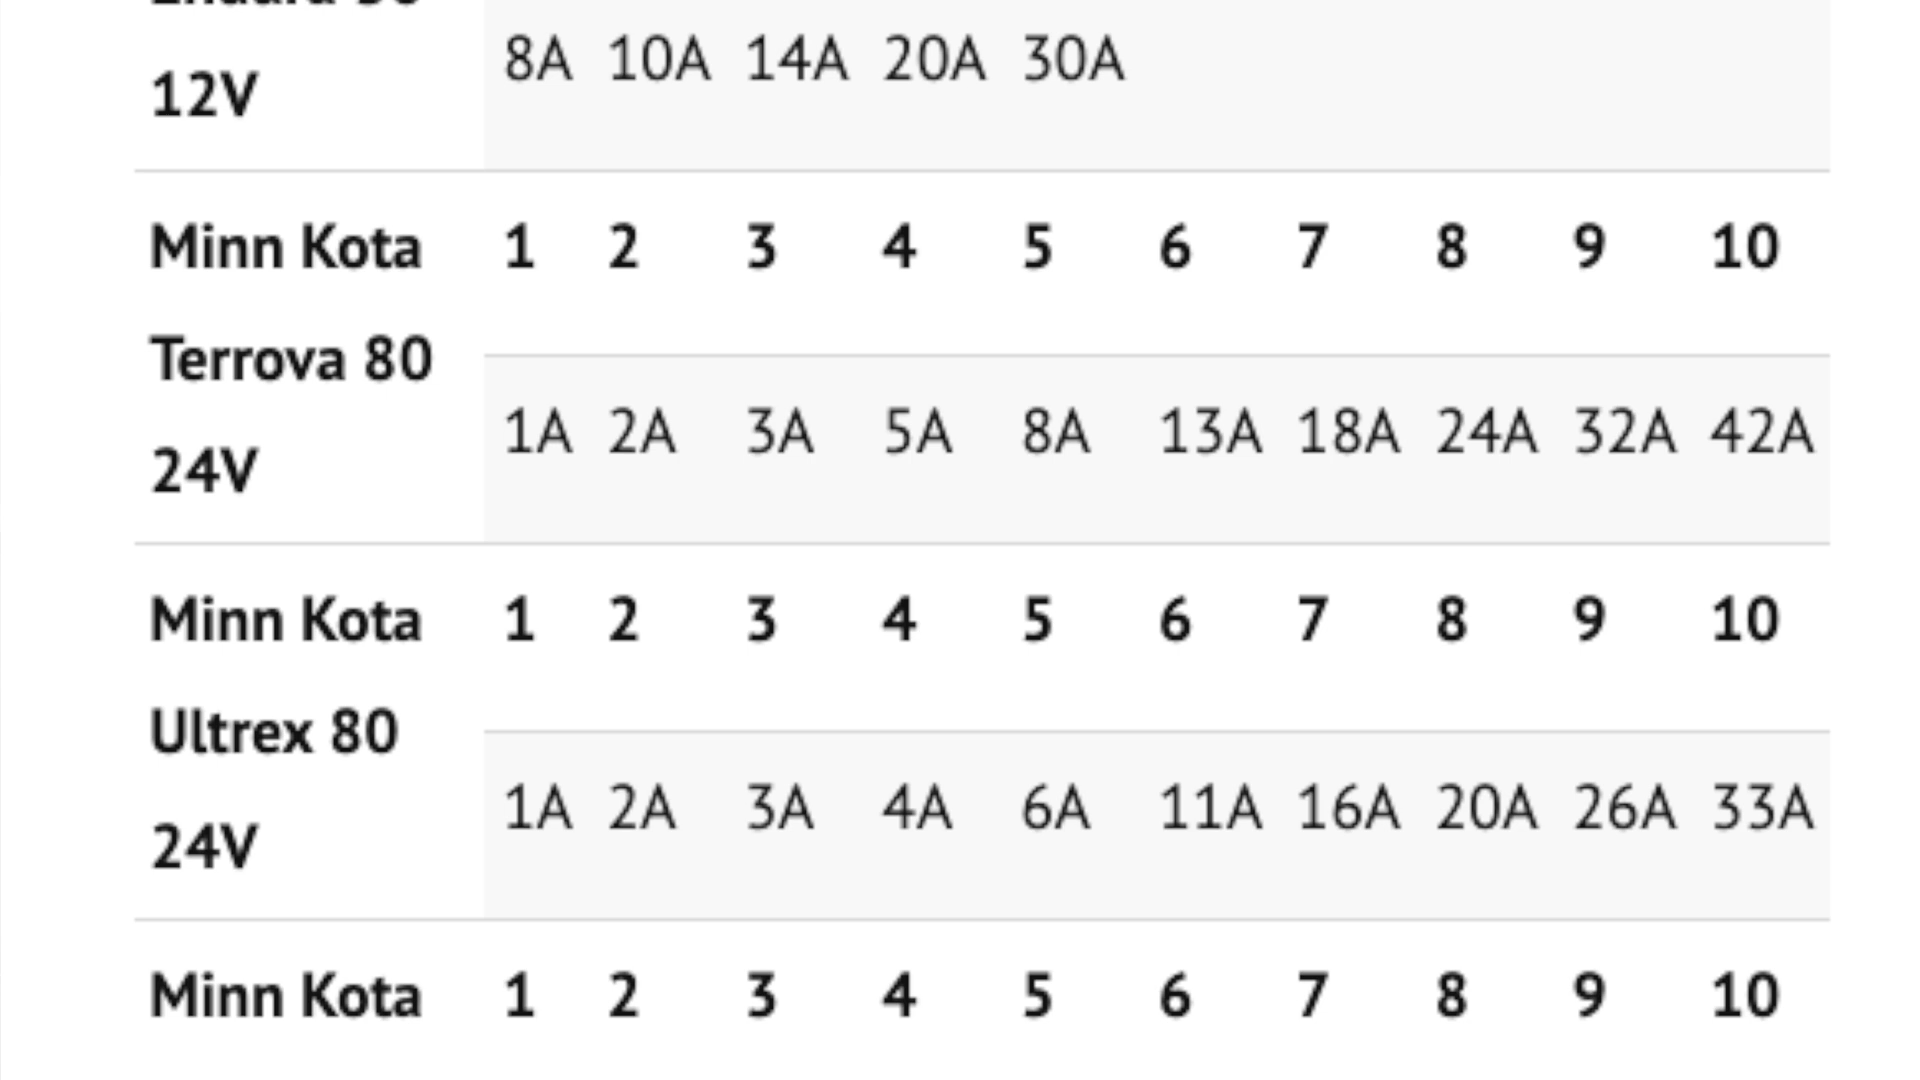 12V
8A 10A 14A 20A 30A
Minn Kota 1 2 3 4 5 6 7 8 9 10
Terrova 80
24V
1A 2A 3A 5A 8A 13A 18A 24A 32A 42A
Minn Kota 1 2 3 4 5 6 7 8 9 10
Ultrex 80
24V
1A 2A 3A 4A 6A 11A 16A 20A 26A 33A
Minn Kota 1 2 3 4 5 6 7 8 9 10